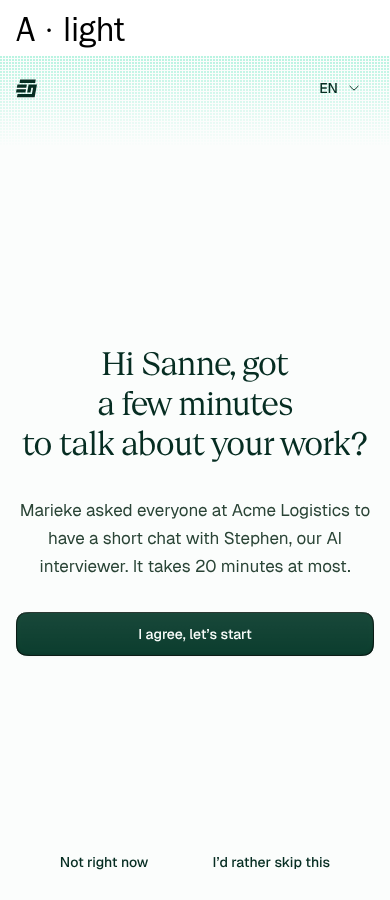 A · light
EN
Hi Sanne, got
a few minutes
to talk about your work?
Marieke asked everyone at Acme Logistics to
have a short chat with Stephen, our AI
interviewer. It takes 20 minutes at most.
I agree, let’s start
Not right now
I’d rather skip this